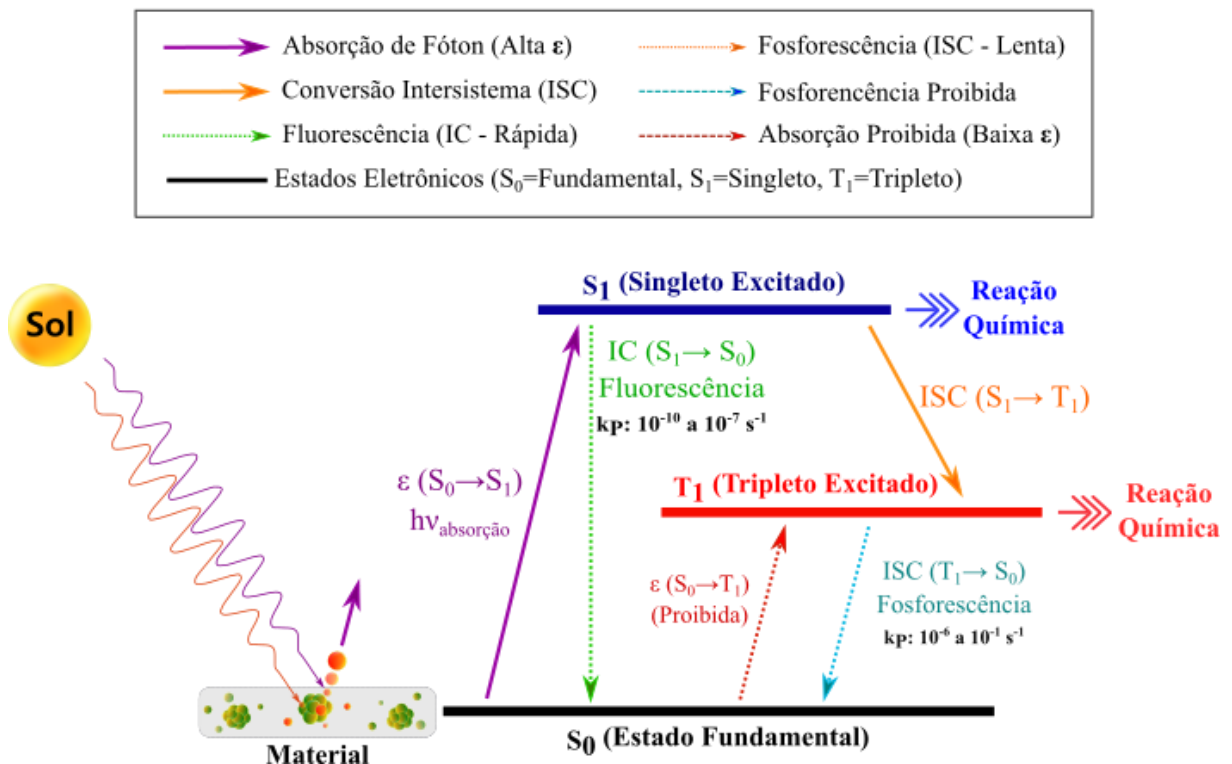 Absorção de Fóton (Alta ε)
Fosforescência (ISC - Lenta)
Conversão Intersistema (ISC)
Fosforencência Proibida
Fluorescência (IC - Rápida)
Absorção Proibida (Baixa ε)
Estados Eletrônicos (S₀=Fundamental, S₁=Singleto, T₁=Tripleto)
Sol
S₁ (Singleto Excitado)
Reação
Química
IC (S₁→ S₀)
Fluorescência
kP: 10⁻¹⁰ a 10⁻⁷ s⁻¹
ISC (S₁→ T₁)
ε (S₀→S₁)
hνabsorção
T₁ (Tripleto Excitado)
Reação
Química
ε (S₀→T₁)
(Proibida)
ISC (T₁→ S₀)
Fosforescência
kP: 10⁻⁶ a 10⁻¹ s⁻¹
Material
S₀ (Estado Fundamental)